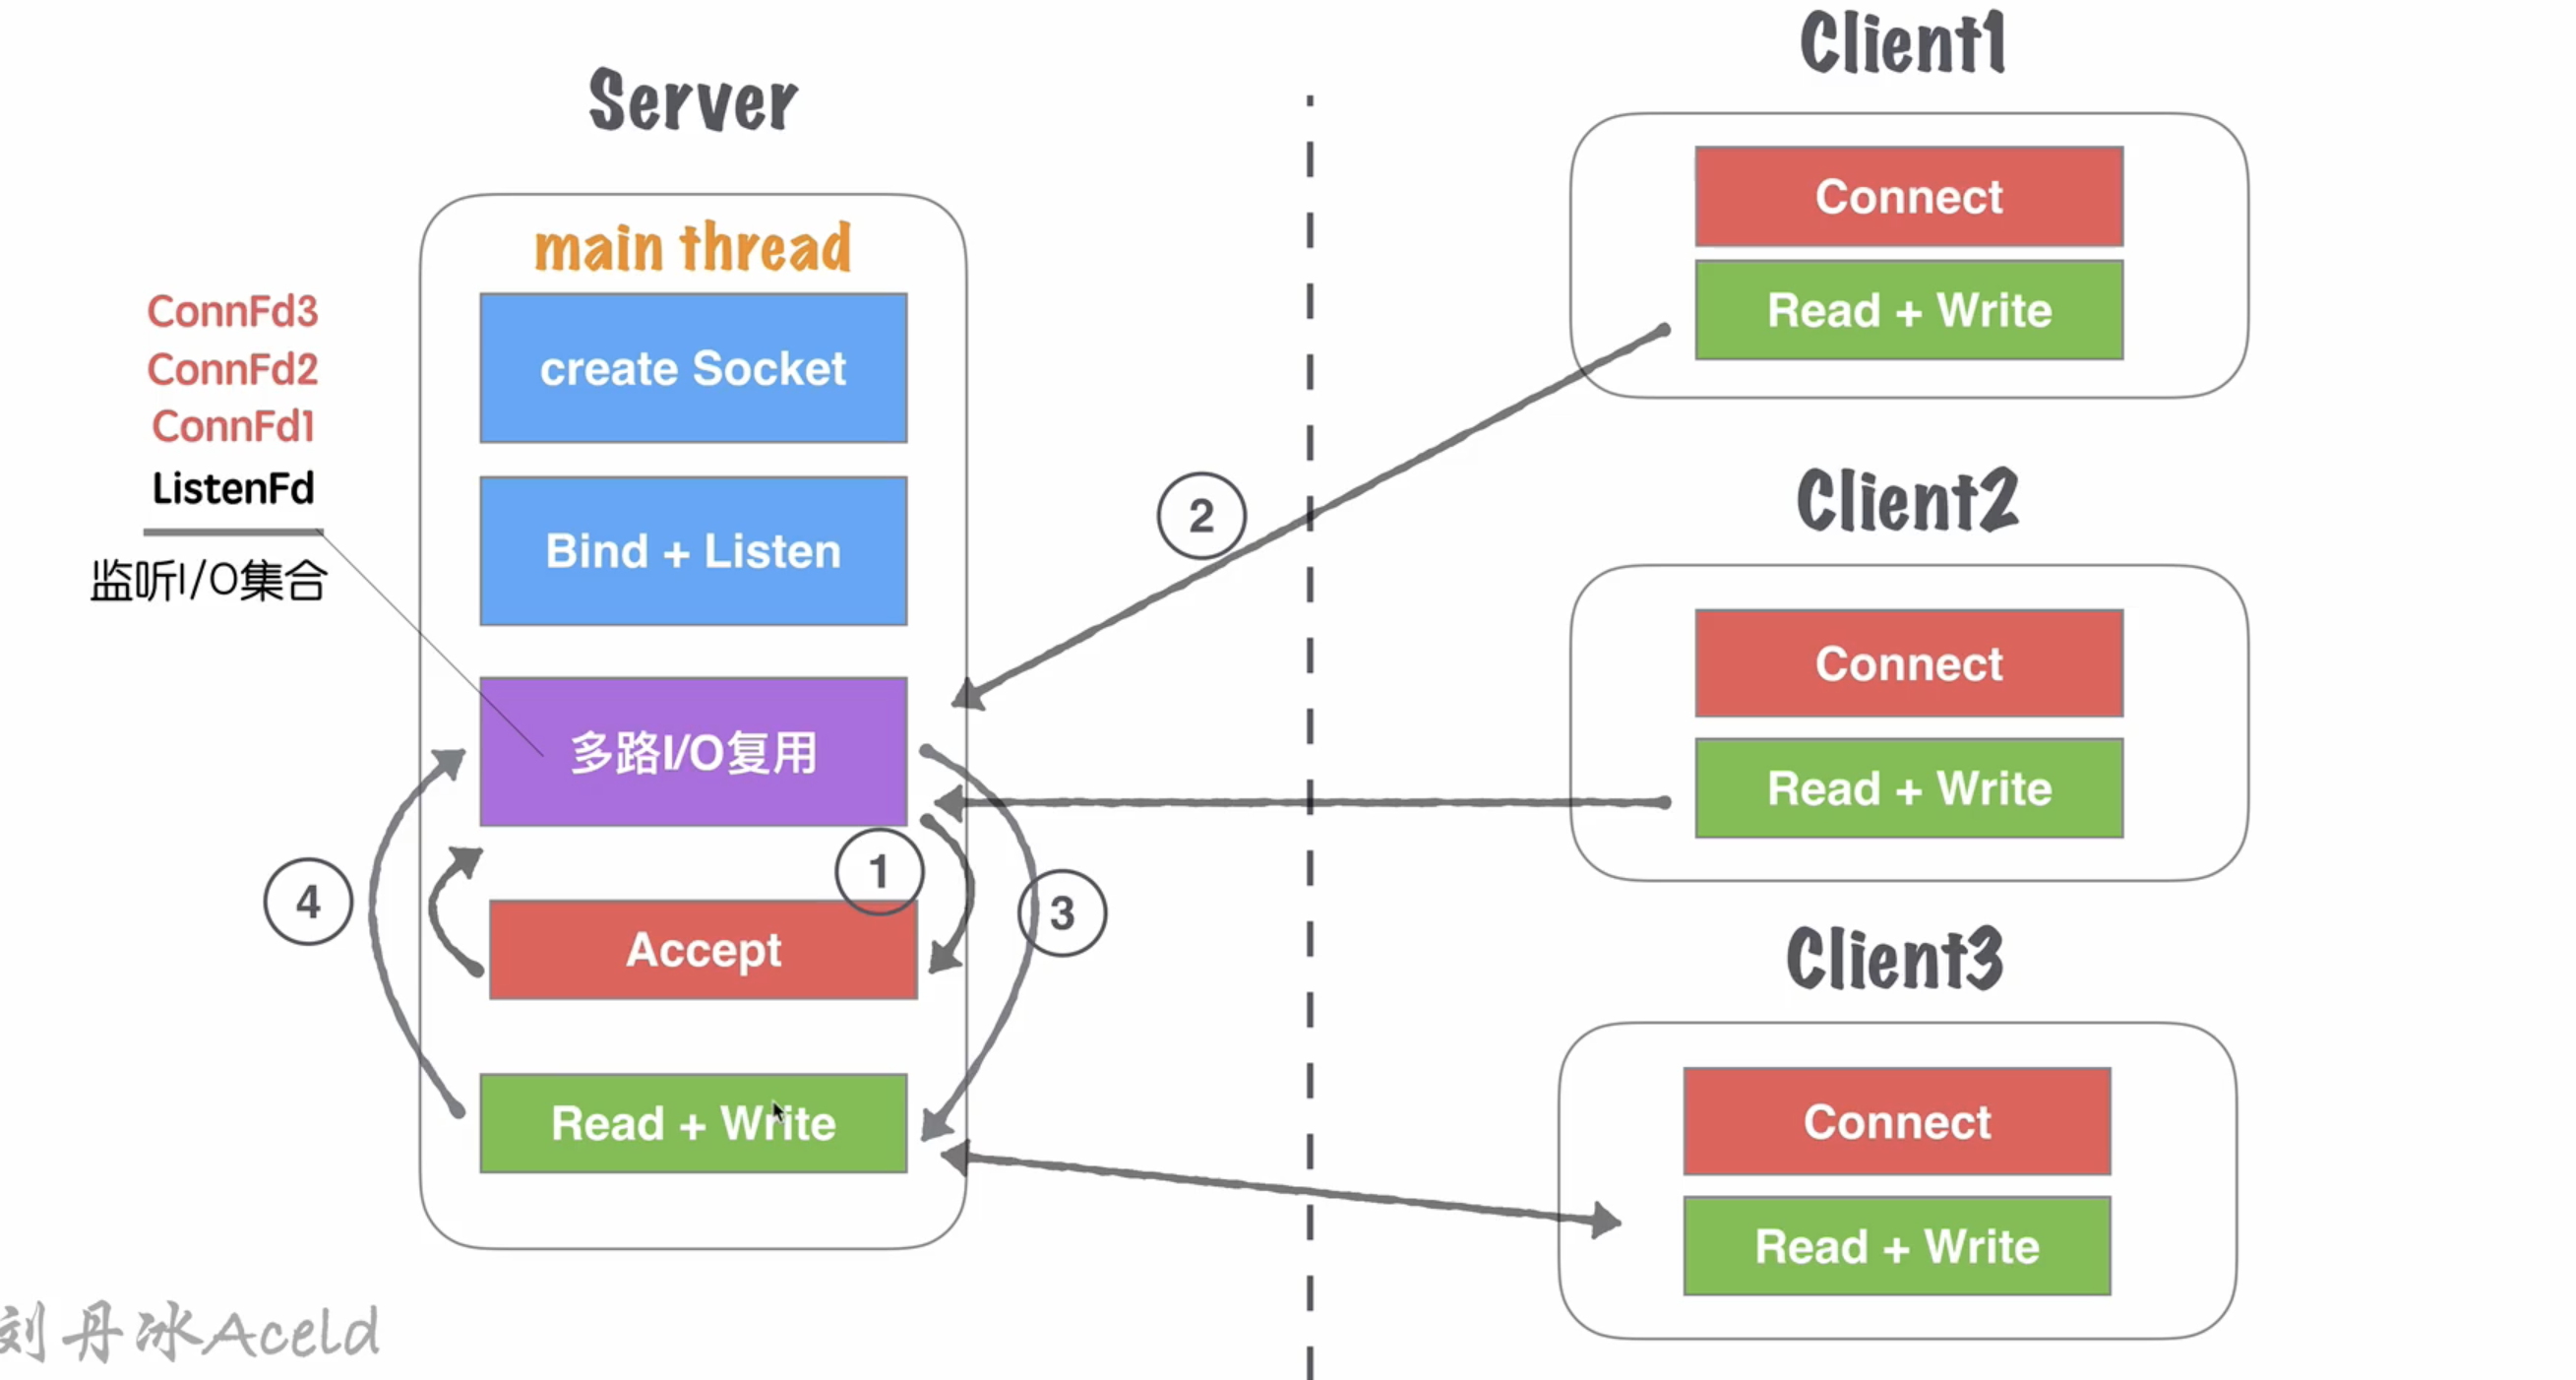 Server
main thread
create Socket
Bind + Listen
多路I/O复用
Accept
Read + Write
ConnFd3
ConnFd2
ConnFd1
ListenFd
监听I/O集合
1
2
3
4
Client1
Connect
Read + Write
Client2
Connect
Read + Write
Client3
Connect
Read + Write
刘丹冰Aceld